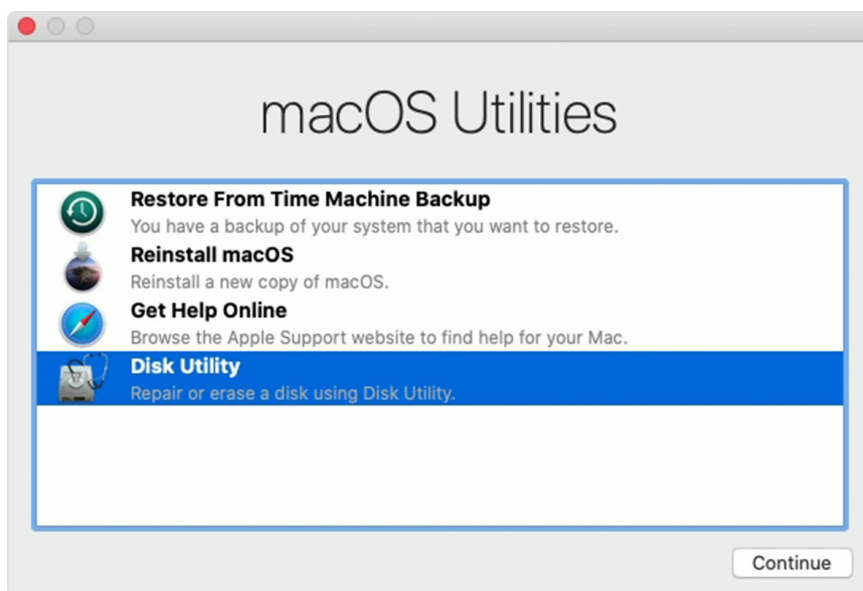 macOS Utilities
Restore From Time Machine Backup
You have a backup of your system that you want to restore.
Reinstall macOS
Reinstall a new copy of macOS.
Get Help Online
Browse the Apple Support website to find help for your Mac.
Disk Utility
Repair or erase a disk using Disk Utility.
Continue